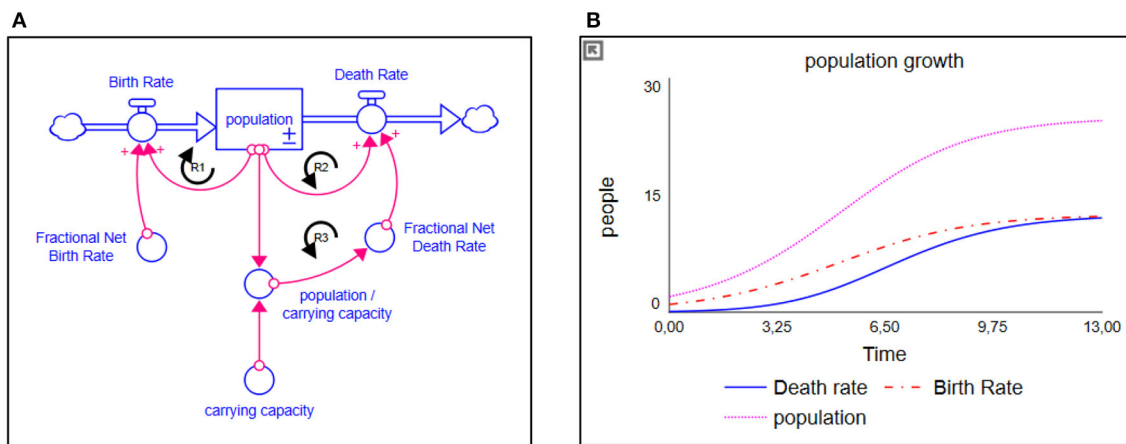 A
Birth Rate
Death Rate
population
+
-
+
+
+
+
R1
R2
R3
Fractional Net
Birth Rate
Fractional Net
Death Rate
population /
carrying capacity
carrying capacity
B
population growth
30
15
0
people
0,00
3,25
6,50
9,75
13,00
Time
Death rate
Birth Rate
population